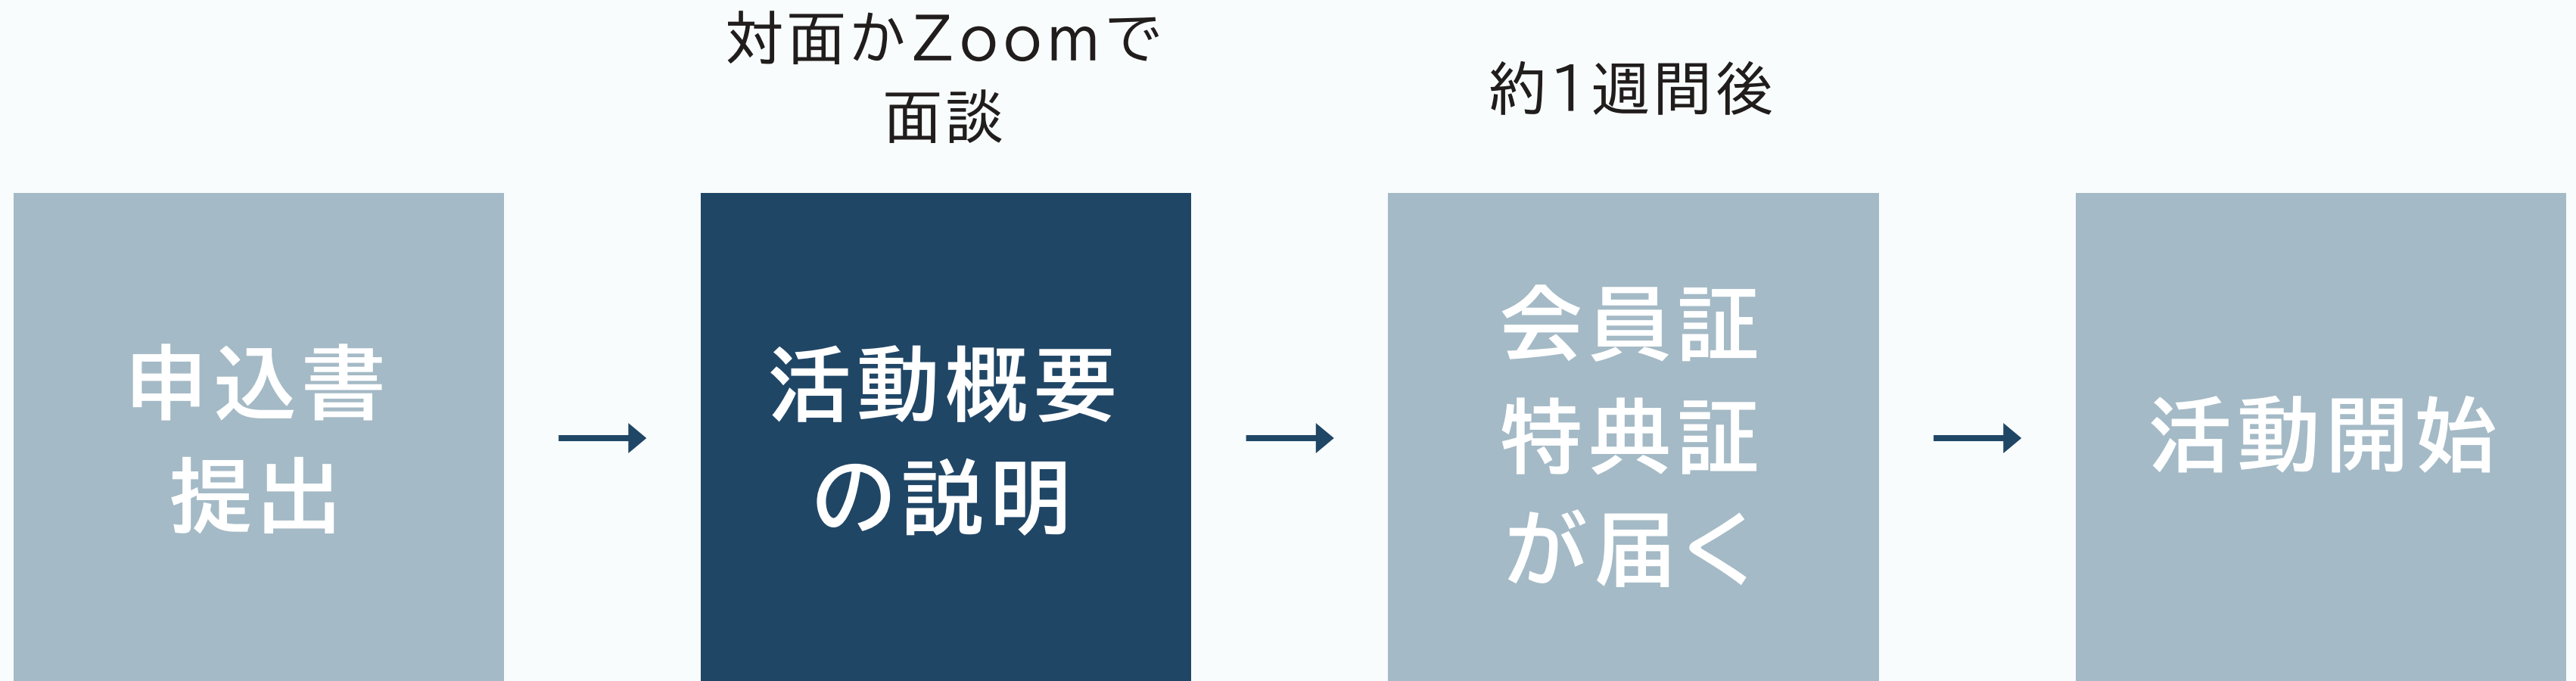 申込書
提出
対面かZoomで
面談
活動概要
の説明
約1週間後
会員証
特典証
が届く
活動開始